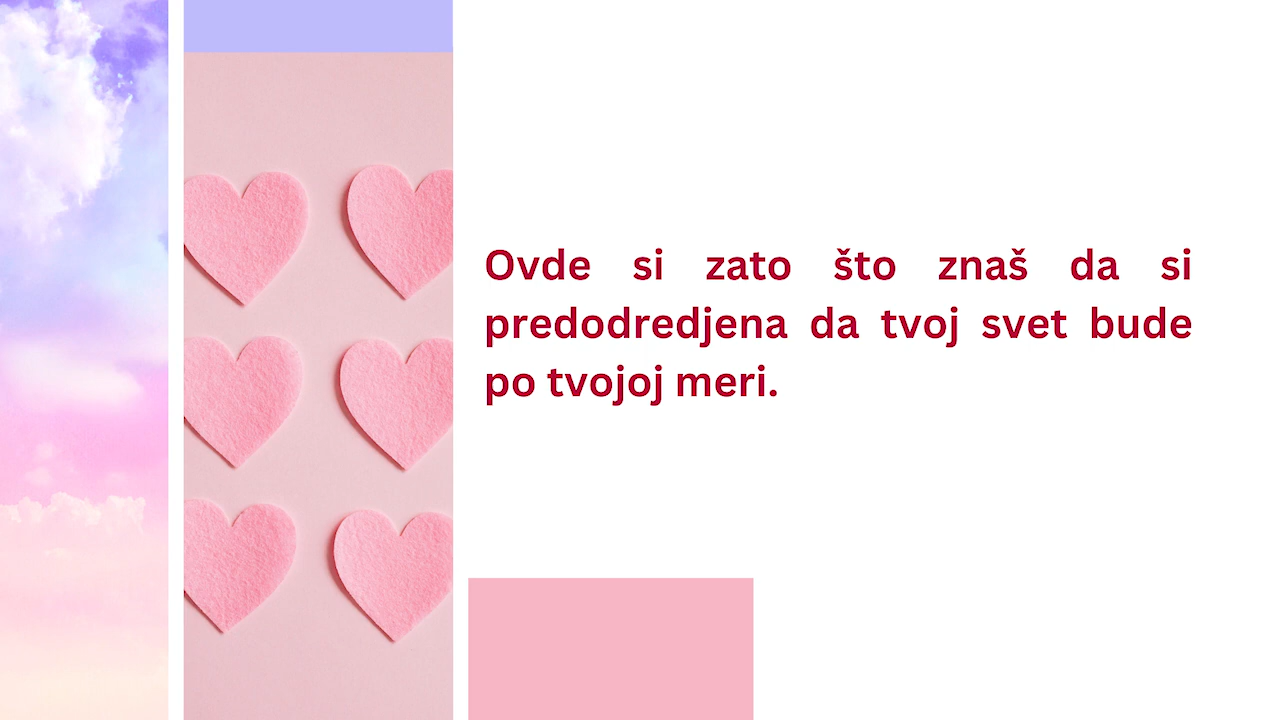 Ovde si zato što znaš da si
predodredjena da tvoj svet bude
po tvojoj meri.